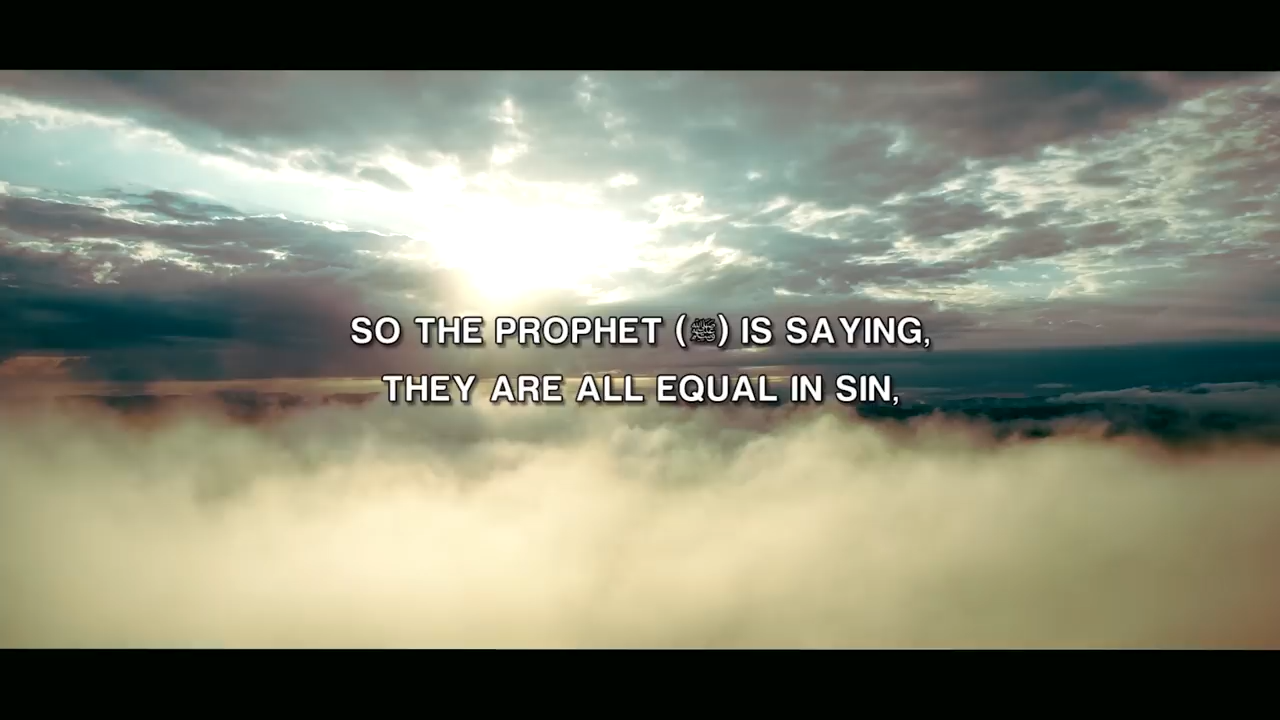 SO THE PROPHET (ﷺ) IS SAYING,
THEY ARE ALL EQUAL IN SIN,